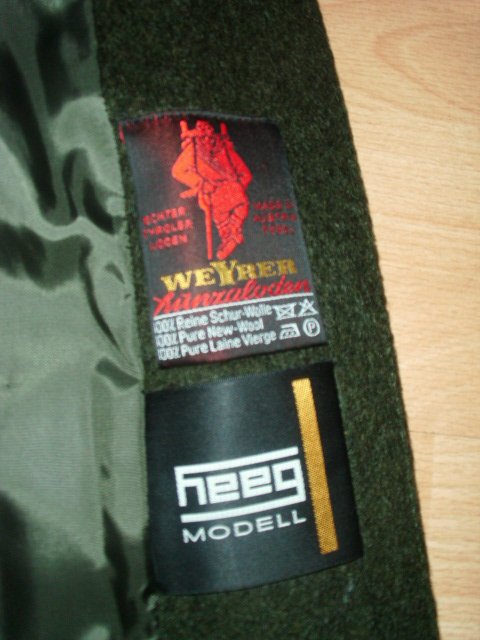 ECHTER
TIROLER
LODEN
MADE IN
AUSTRIA
TIROL
WEYRER
Lanzaloden
100% Reine Schur-Wolle
100% Pure New-Wool
100% Pure Laine Vierge
P
heeg
MODELL